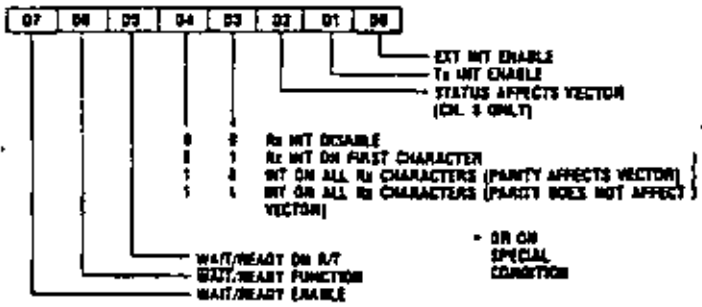 D7 D6 D5 D4 D3 D2 D1 D0
EXT INT ENABLE
Tx INT ENABLE
STATUS AFFECTS VECTOR
(CH. B ONLY)
0 0 Rx INT DISABLE
0 1 Rx INT ON FIRST CHARACTER
1 0 INT ON ALL Rx CHARACTERS (PARITY AFFECTS VECTOR)
1 1 INT ON ALL Rx CHARACTERS (PARITY DOES NOT AFFECT
VECTOR)
WAIT/READY ON R/T
WAIT/READY FUNCTION
WAIT/READY ENABLE
* OR ON
SPECIAL
CONDITION